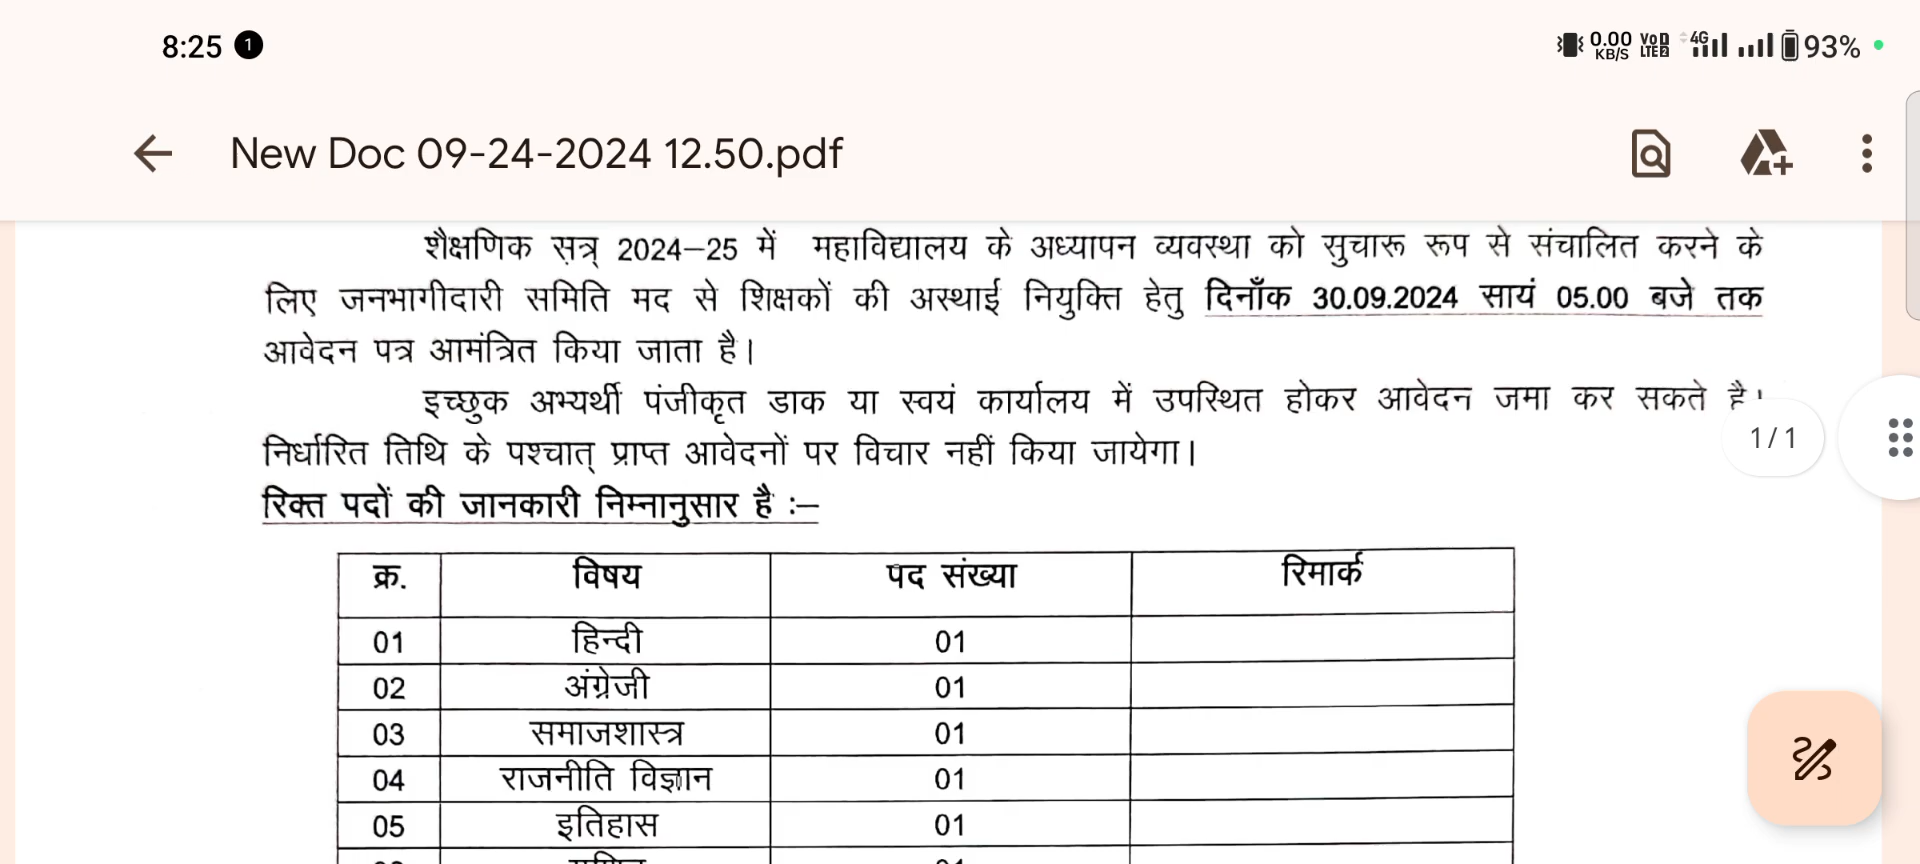 8:25 1 0.00 KB/S VoD LTE2 4G 93%
New Doc 09-24-2024 12.50.pdf
शैक्षणिक सत्र 2024–25 में महाविद्यालय के अध्यापन व्यवस्था को सुचारू रूप से संचालित करने के
लिए जनभागीदारी समिति मद से शिक्षकों की अस्थाई नियुक्ति हेतु दिनाँक 30.09.2024 सायं 05.00 बजे तक
आवेदन पत्र आमंत्रित किया जाता है।
इच्छुक अभ्यर्थी पंजीकृत डाक या स्वयं कार्यालय में उपस्थित होकर आवेदन जमा कर सकते है।
1/1
निर्धारित तिथि के पश्चात् प्राप्त आवेदनों पर विचार नहीं किया जायेगा।
रिक्त पदों की जानकारी निम्नानुसार है :–
क्र. विषय पद संख्या रिमार्क
01 हिन्दी 01
02 अंग्रेजी 01
03 समाजशास्त्र 01
04 राजनीति विज्ञान 01
05 इतिहास 01